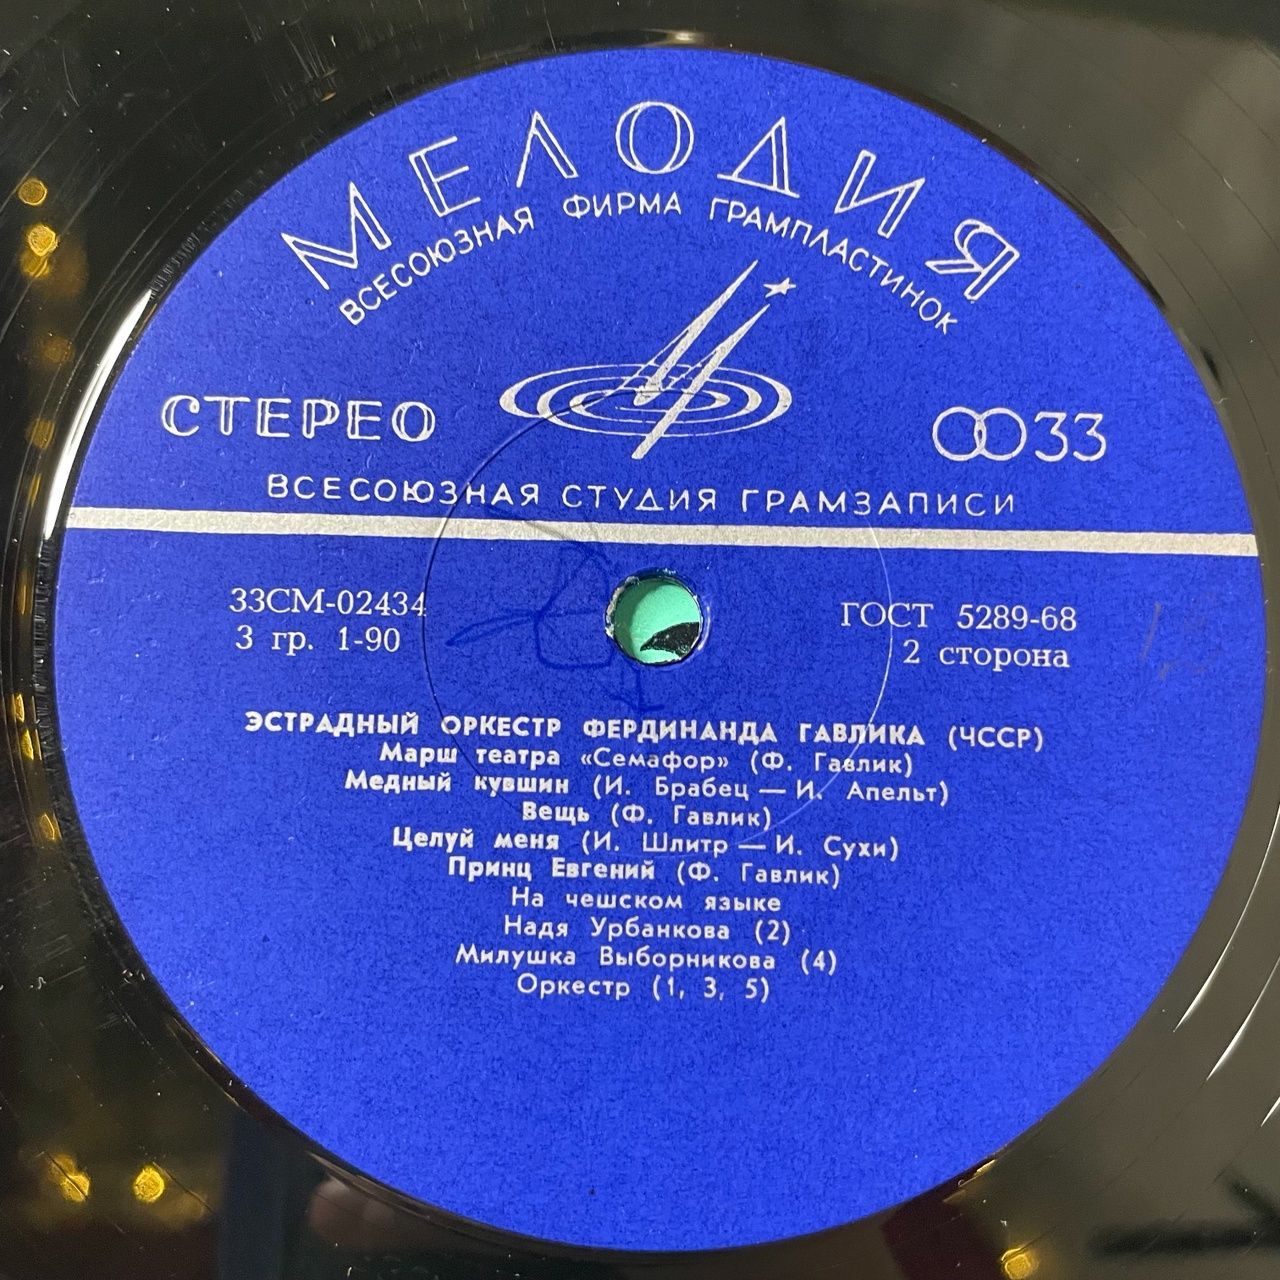 МЕЛОДИЯ
ВСЕСОЮЗНАЯ ФИРМА ГРАМПЛАСТИНОК
СТЕРЕО
33
ВСЕСОЮЗНАЯ СТУДИЯ ГРАМЗАПИСИ
33СМ-02434
3 гр. 1-90
ГОСТ 5289-68
2 сторона
ЭСТРАДНЫЙ ОРКЕСТР ФЕРДИНАНДА ГАВЛИКА (ЧССР)
Марш театра «Семафор» (Ф. Гавлик)
Медный кувшин (И. Брабец — И. Апельт)
Вещь (Ф. Гавлик)
Целуй меня (И. Шлитр — И. Сухи)
Принц Евгений (Ф. Гавлик)
На чешском языке
Надя Урбанкова (2)
Милушка Выборникова (4)
Оркестр (1, 3, 5)